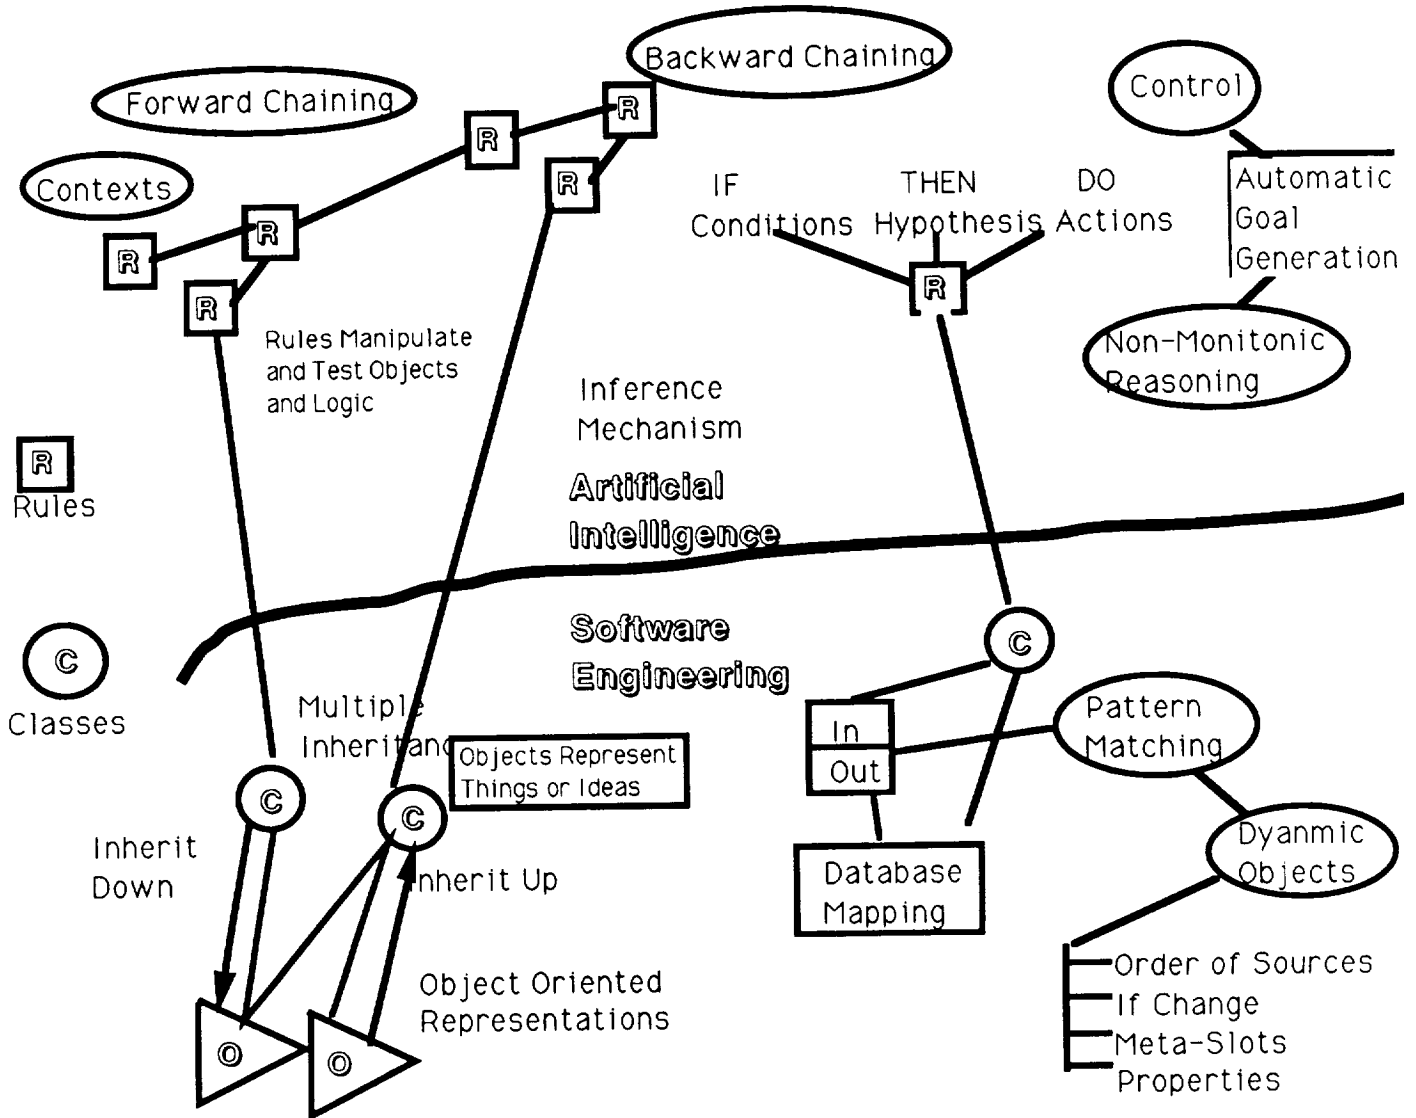 Backward Chaining
Forward Chaining
Control
R
R
Contexts
R
IF
THEN
DO
Automatic
Conditions
Hypothesis
Actions
Goal
R
R
Generation
R
R
Rules Manipulate
and Test Objects
and Logic
Non-Monitonic
Reasoning
Inference
Mechanism
R
Rules
Artificial
Intelligence
Software
Engineering
C
C
Classes
Multiple
Inheritanc
Objects Represent
Things or Ideas
In
Out
Pattern
Matching
C
C
Inherit
Down
Inherit Up
Database
Mapping
Dyanmic
Objects
Object Oriented
Representations
Order of Sources
If Change
Meta-Slots
Properties
O
O